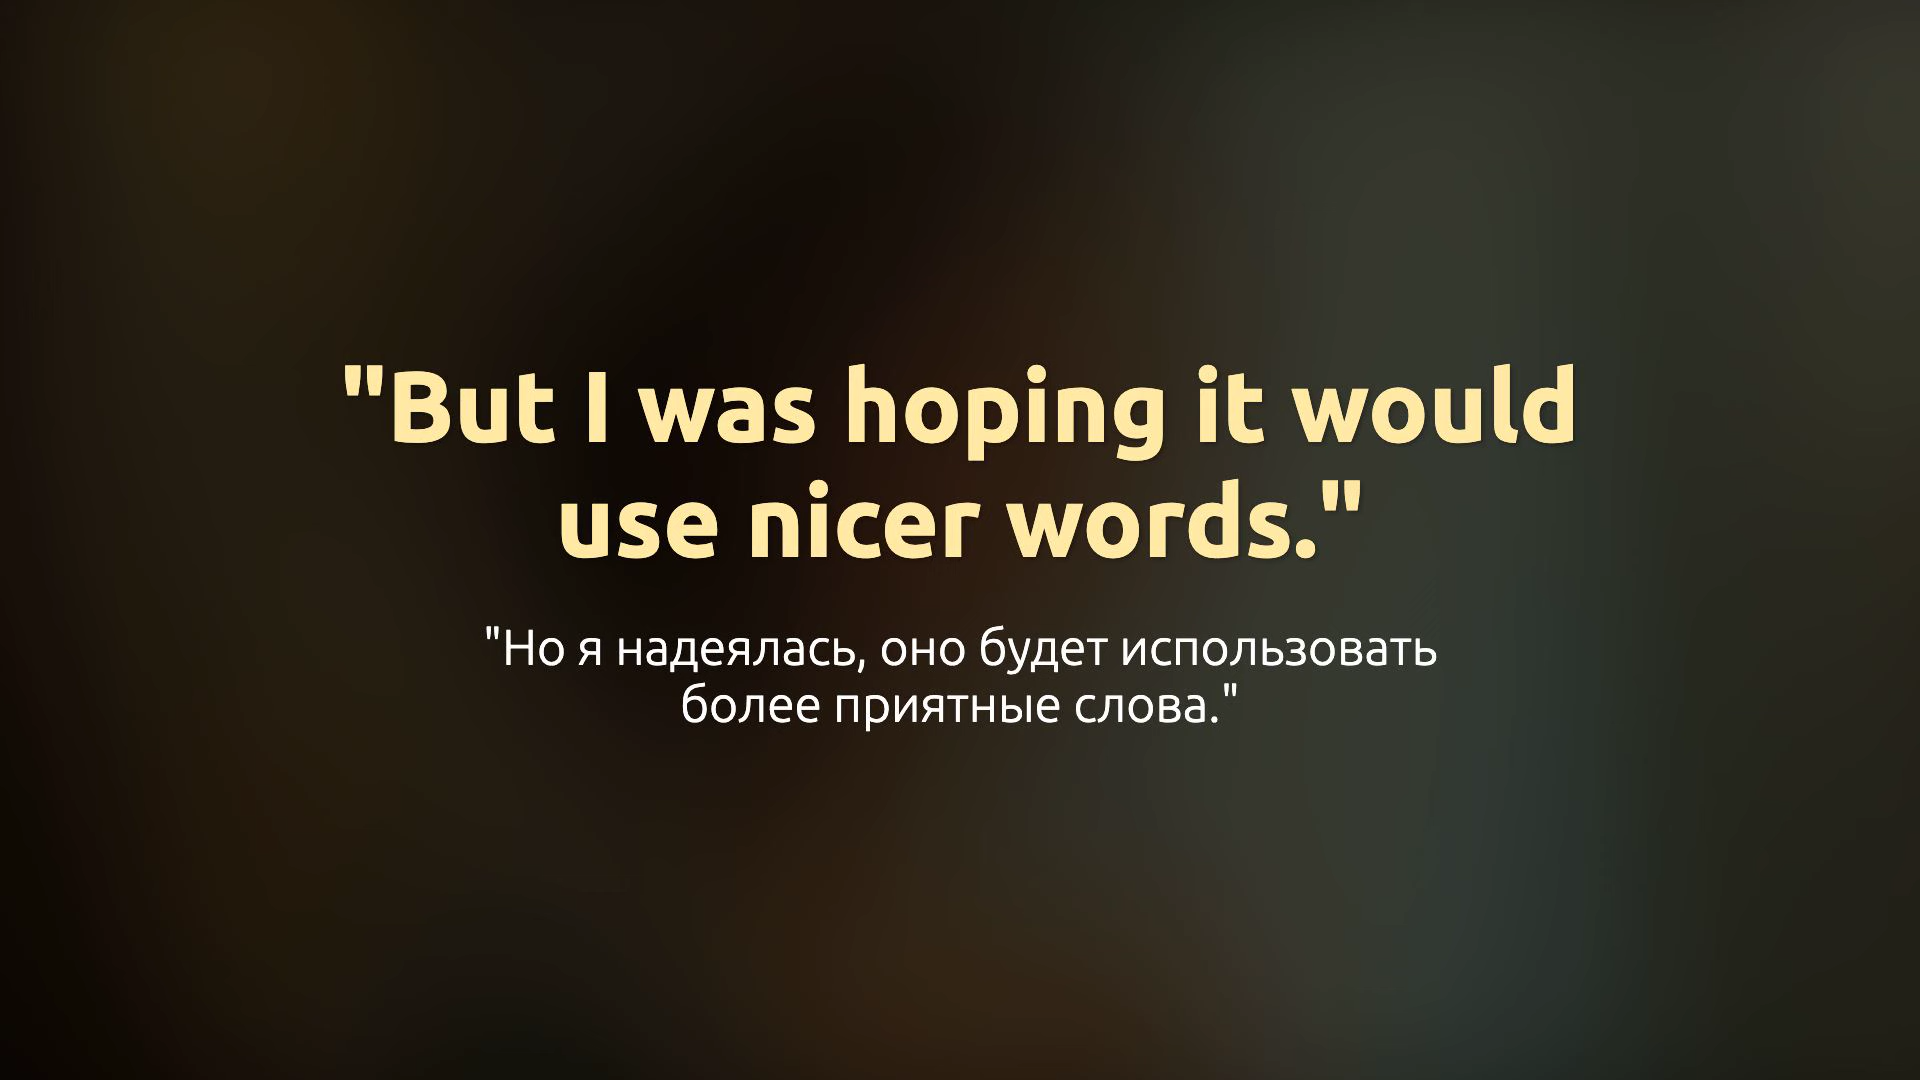 "But I was hoping it would
use nicer words."
"Но я надеялась, оно будет использовать
более приятные слова."